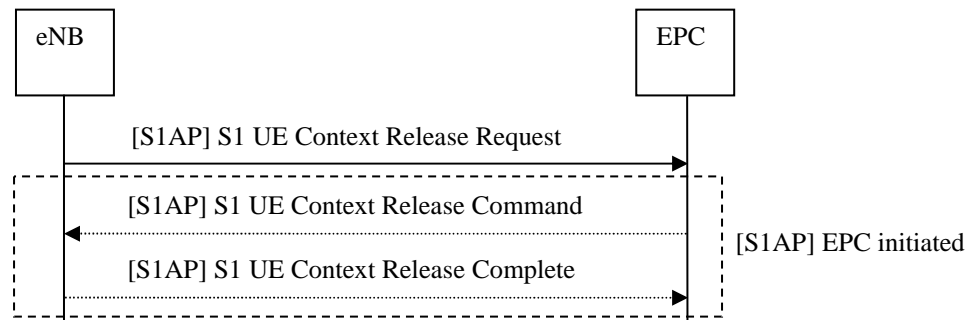 eNB
EPC
[S1AP] S1 UE Context Release Request
[S1AP] S1 UE Context Release Command
[S1AP] EPC initiated
[S1AP] S1 UE Context Release Complete